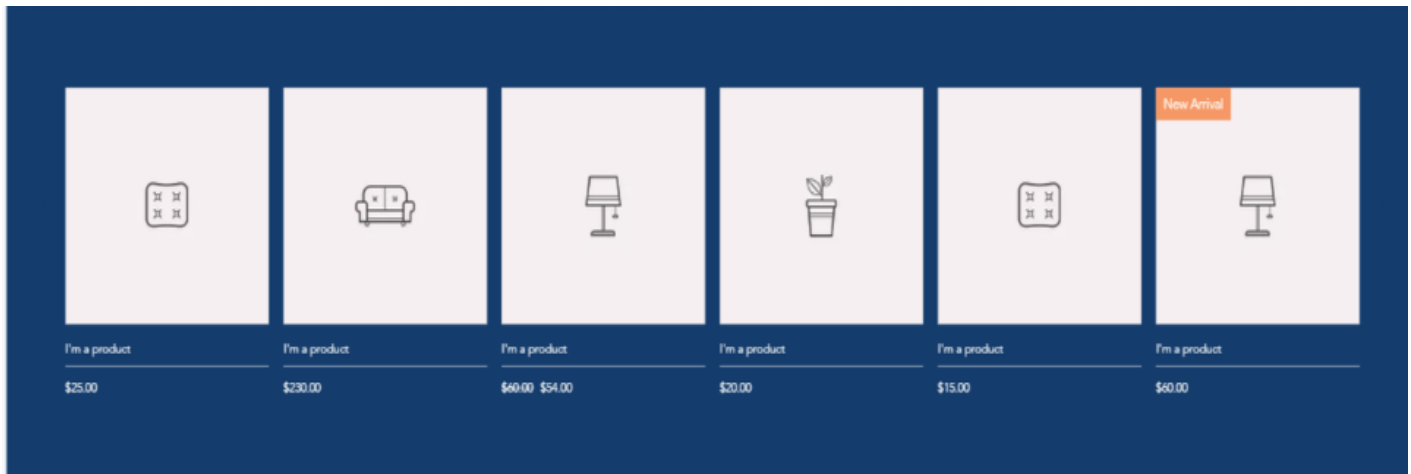 New Arrival
I'm a product
$25.00
I'm a product
$230.00
I'm a product
$60.00 $54.00
I'm a product
$20.00
I'm a product
$15.00
I'm a product
$60.00